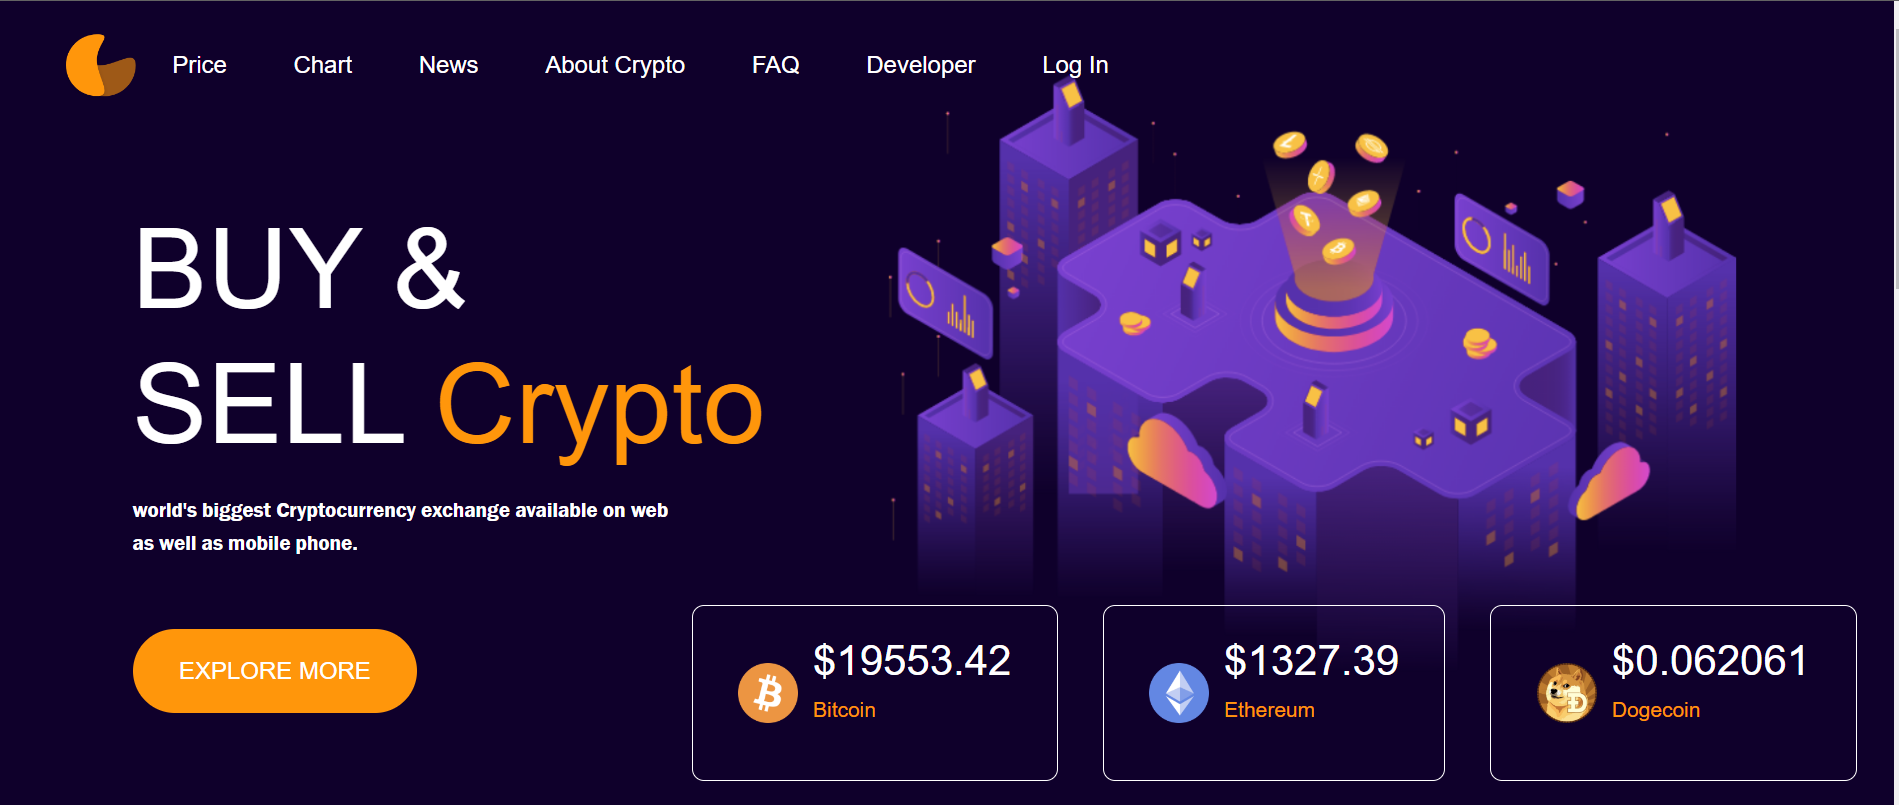 Price Chart News About Crypto FAQ Developer Log In
BUY &
SELL Crypto
world's biggest Cryptocurrency exchange available on web
as well as mobile phone.
EXPLORE MORE
$19553.42
Bitcoin
$1327.39
Ethereum
$0.062061
Dogecoin